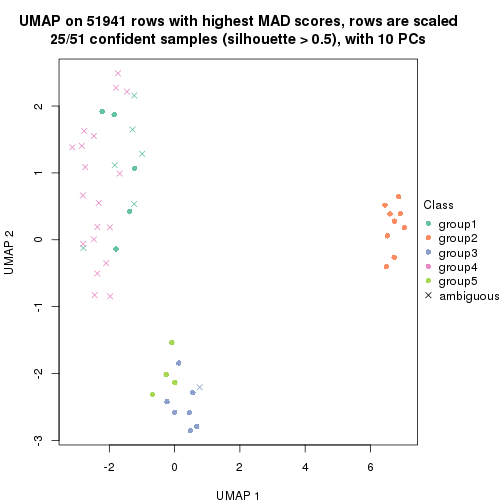 UMAP on 51941 rows with highest MAD scores, rows are scaled
25/51 confident samples (silhouette > 0.5), with 10 PCs
UMAP 2
2
1
0
-1
-2
-3
-2
0
2
4
6
UMAP 1
Class
group1
group2
group3
group4
group5
ambiguous